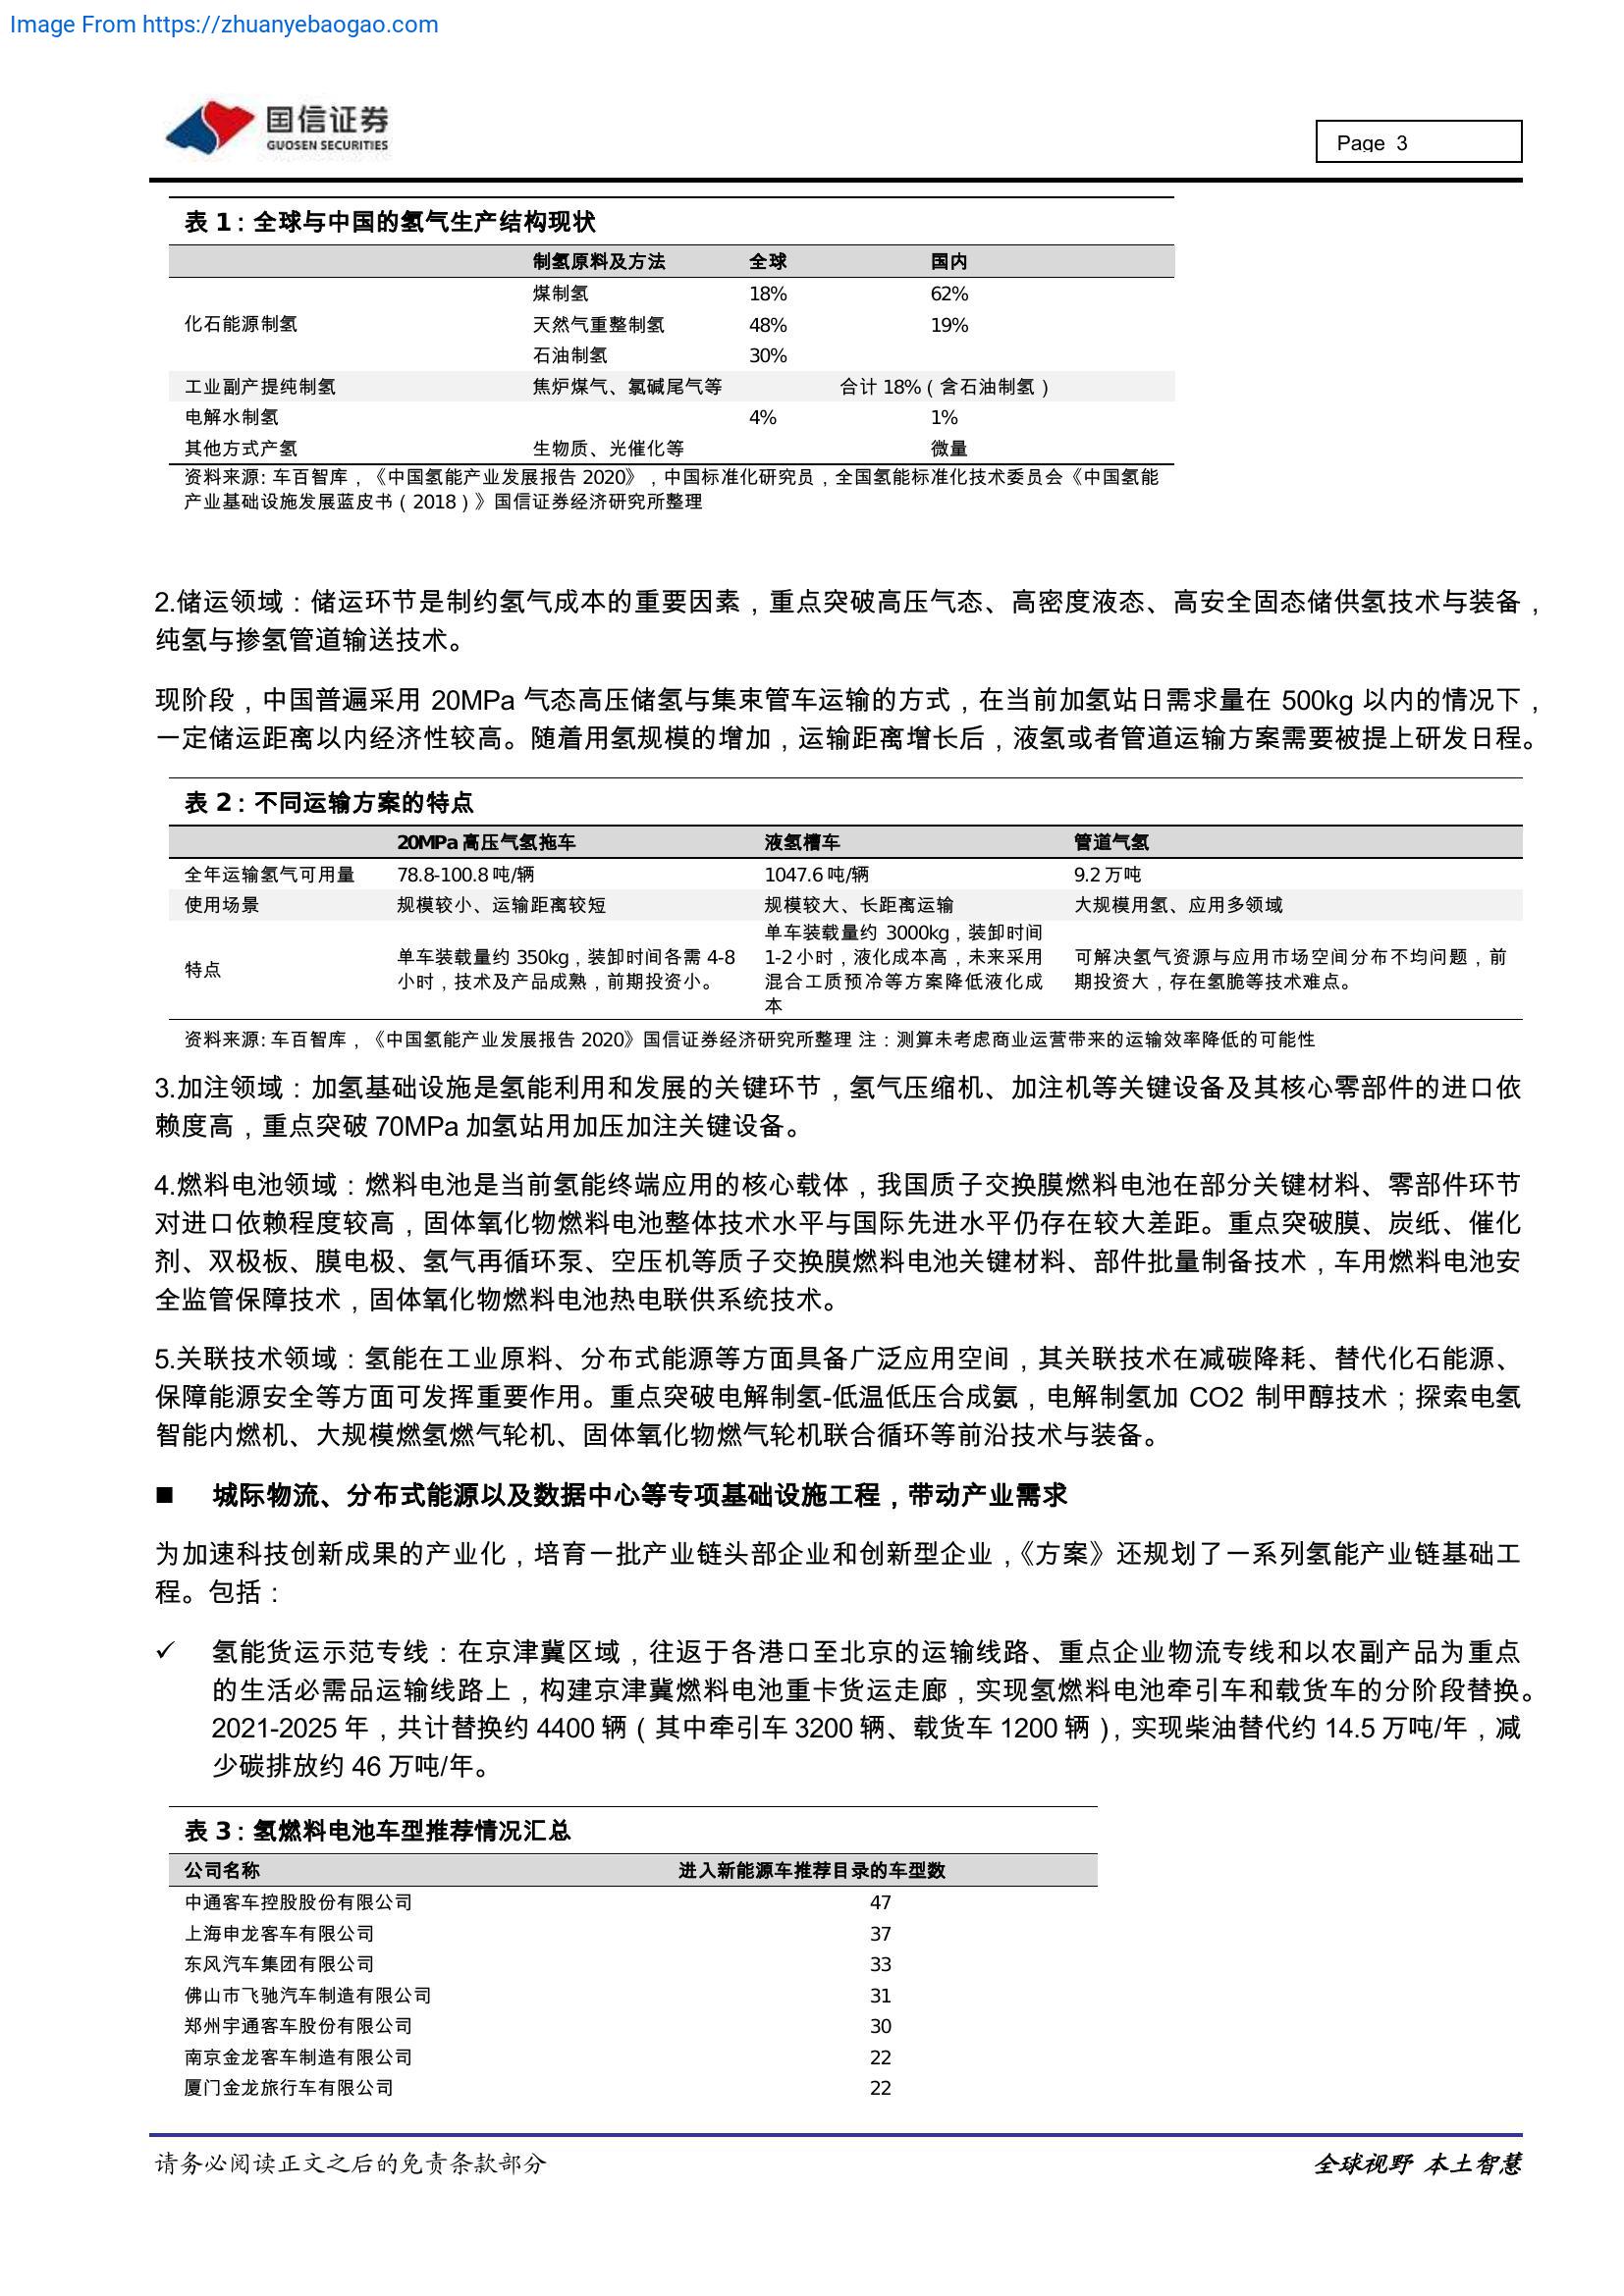 Image From https://zhuanyebaogao.com
国信证券
GUOSEN SECURITIES
Page 3
表 1：全球与中国的氢气生产结构现状
制氢原料及方法 全球 国内
煤制氢 18% 62%
化石能源制氢 天然气重整制氢 48% 19%
石油制氢 30%
工业副产提纯制氢 焦炉煤气、氯碱尾气等 合计 18%（含石油制氢）
电解水制氢 4% 1%
其他方式产氢 生物质、光催化等 微量
资料来源: 车百智库，《中国氢能产业发展报告 2020》，中国标准化研究员，全国氢能标准化技术委员会《中国氢能
产业基础设施发展蓝皮书（2018）》国信证券经济研究所整理
2.储运领域：储运环节是制约氢气成本的重要因素，重点突破高压气态、高密度液态、高安全固态储供氢技术与装备，
纯氢与掺氢管道输送技术。
现阶段，中国普遍采用 20MPa 气态高压储氢与集束管车运输的方式，在当前加氢站日需求量在 500kg 以内的情况下，
一定储运距离以内经济性较高。随着用氢规模的增加，运输距离增长后，液氢或者管道运输方案需要被提上研发日程。
表 2：不同运输方案的特点
20MPa 高压气氢拖车 液氢槽车 管道气氢
全年运输氢气可用量 78.8-100.8 吨/辆 1047.6 吨/辆 9.2 万吨
使用场景 规模较小、运输距离较短 规模较大、长距离运输 大规模用氢、应用多领域
特点
单车装载量约 350kg，装卸时间各需 4-8
小时，技术及产品成熟，前期投资小。
单车装载量约 3000kg，装卸时间
1-2 小时，液化成本高，未来采用
混合工质预冷等方案降低液化成
本
可解决氢气资源与应用市场空间分布不均问题，前
期投资大，存在氢脆等技术难点。
资料来源: 车百智库，《中国氢能产业发展报告 2020》国信证券经济研究所整理 注：测算未考虑商业运营带来的运输效率降低的可能性
3.加注领域：加氢基础设施是氢能利用和发展的关键环节，氢气压缩机、加注机等关键设备及其核心零部件的进口依
赖度高，重点突破 70MPa 加氢站用加压加注关键设备。
4.燃料电池领域：燃料电池是当前氢能终端应用的核心载体，我国质子交换膜燃料电池在部分关键材料、零部件环节
对进口依赖程度较高，固体氧化物燃料电池整体技术水平与国际先进水平仍存在较大差距。重点突破膜、炭纸、催化
剂、双极板、膜电极、氢气再循环泵、空压机等质子交换膜燃料电池关键材料、部件批量制备技术，车用燃料电池安
全监管保障技术，固体氧化物燃料电池热电联供系统技术。
5.关联技术领域：氢能在工业原料、分布式能源等方面具备广泛应用空间，其关联技术在减碳降耗、替代化石能源、
保障能源安全等方面可发挥重要作用。重点突破电解制氢-低温低压合成氨，电解制氢加 CO2 制甲醇技术；探索电氢
智能内燃机、大规模燃氢燃气轮机、固体氧化物燃气轮机联合循环等前沿技术与装备。
■ 城际物流、分布式能源以及数据中心等专项基础设施工程，带动产业需求
为加速科技创新成果的产业化，培育一批产业链头部企业和创新型企业，《方案》还规划了一系列氢能产业链基础工
程。包括：
✓ 氢能货运示范专线：在京津冀区域，往返于各港口至北京的运输线路、重点企业物流专线和以农副产品为重点
的生活必需品运输线路上，构建京津冀燃料电池重卡货运走廊，实现氢燃料电池牵引车和载货车的分阶段替换。
2021-2025 年，共计替换约 4400 辆（其中牵引车 3200 辆、载货车 1200 辆），实现柴油替代约 14.5 万吨/年，减
少碳排放约 46 万吨/年。
表 3：氢燃料电池车型推荐情况汇总
公司名称 进入新能源车推荐目录的车型数
中通客车控股股份有限公司 47
上海申龙客车有限公司 37
东风汽车集团有限公司 33
佛山市飞驰汽车制造有限公司 31
郑州宇通客车股份有限公司 30
南京金龙客车制造有限公司 22
厦门金龙旅行车有限公司 22
请务必阅读正文之后的免责条款部分 全球视野 本土智慧